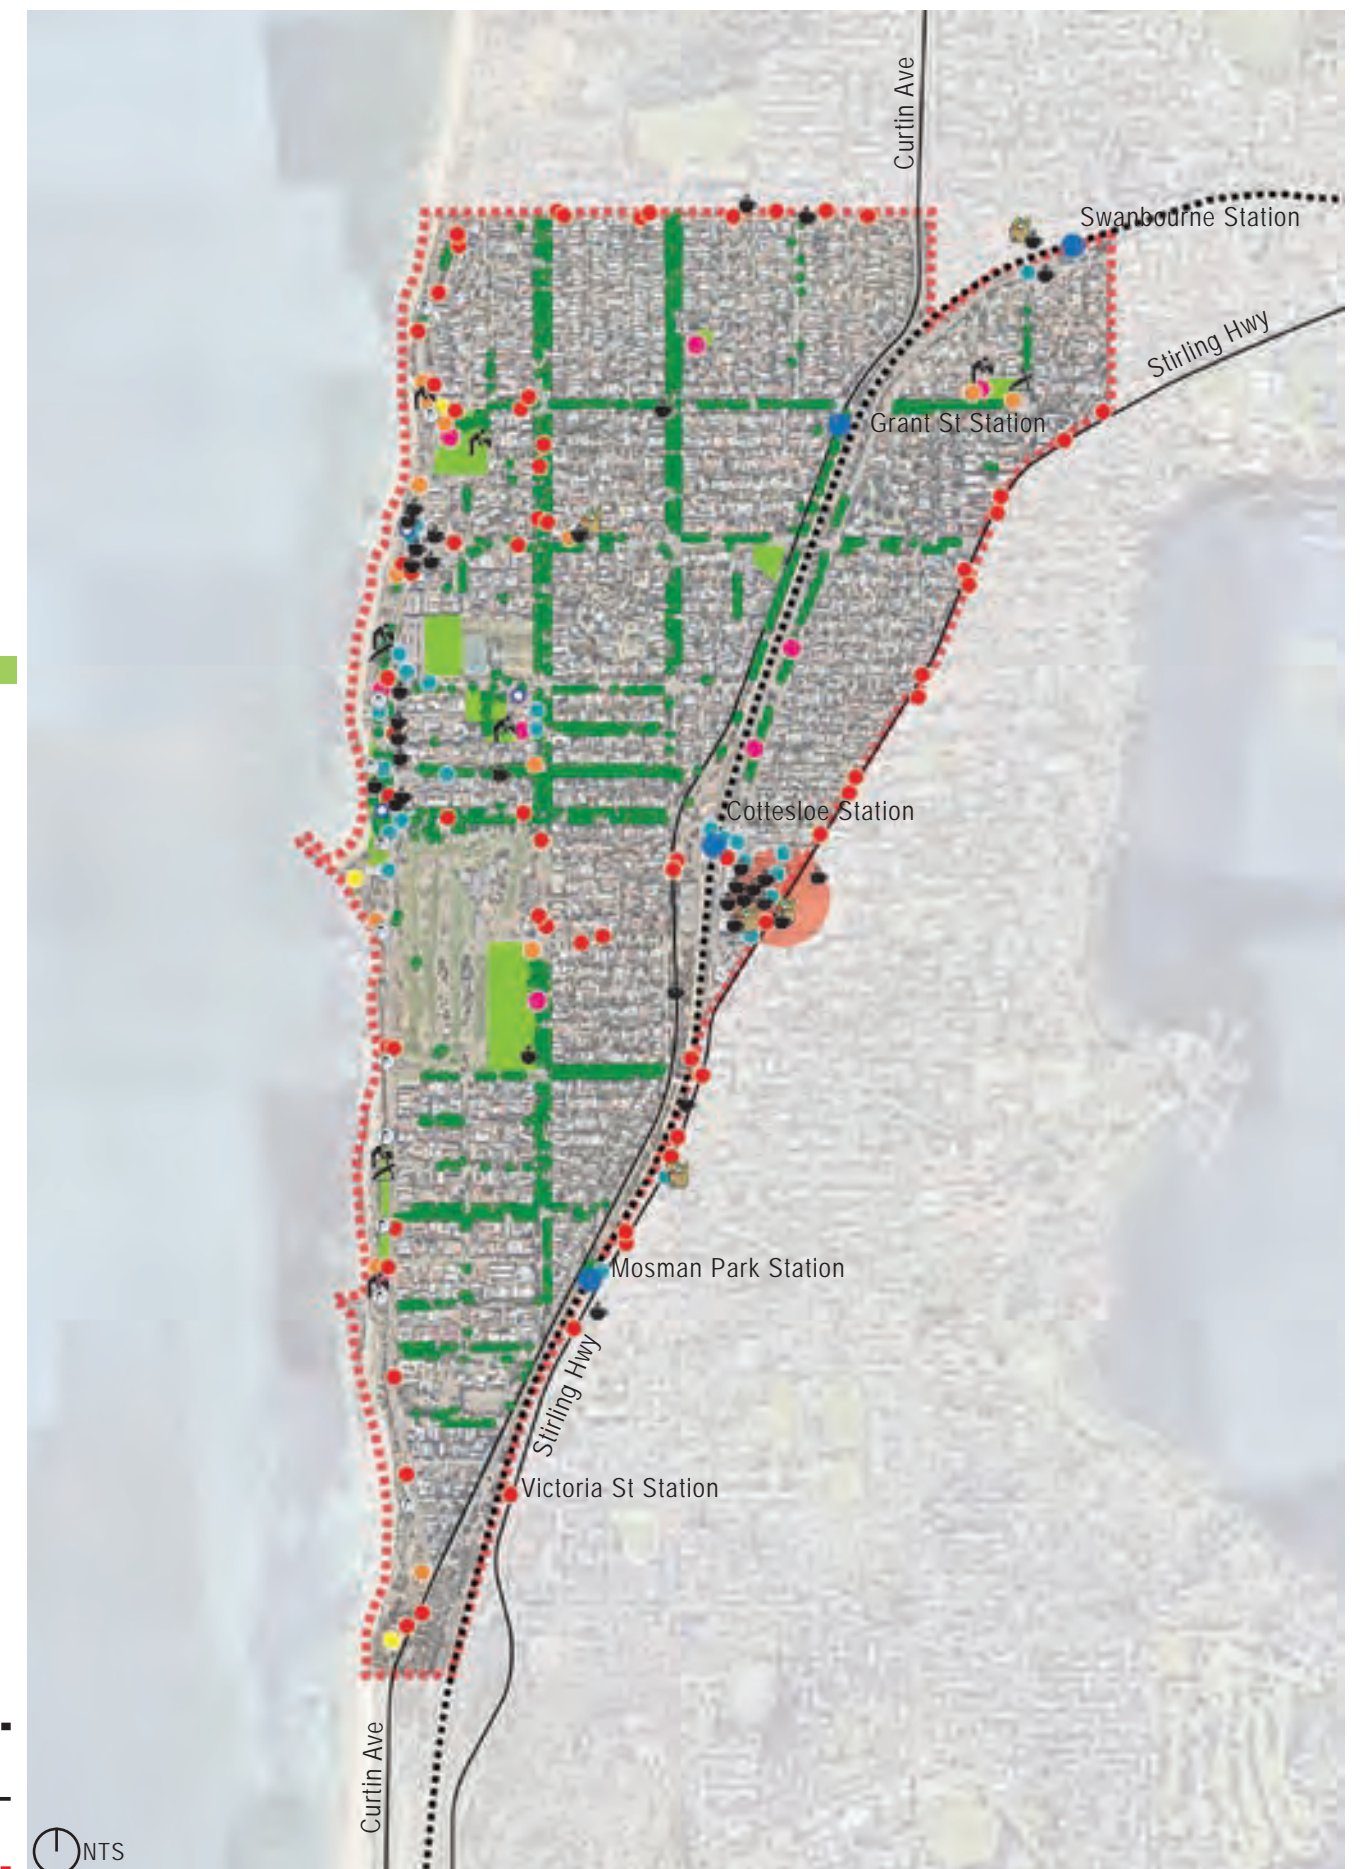 Curtin Ave
Swanbourne Station
Stirling Hwy
Grant St Station
Cottesloe Station
Mosman Park Station
Stirling Hwy
Victoria St Station
Curtin Ave
NTS